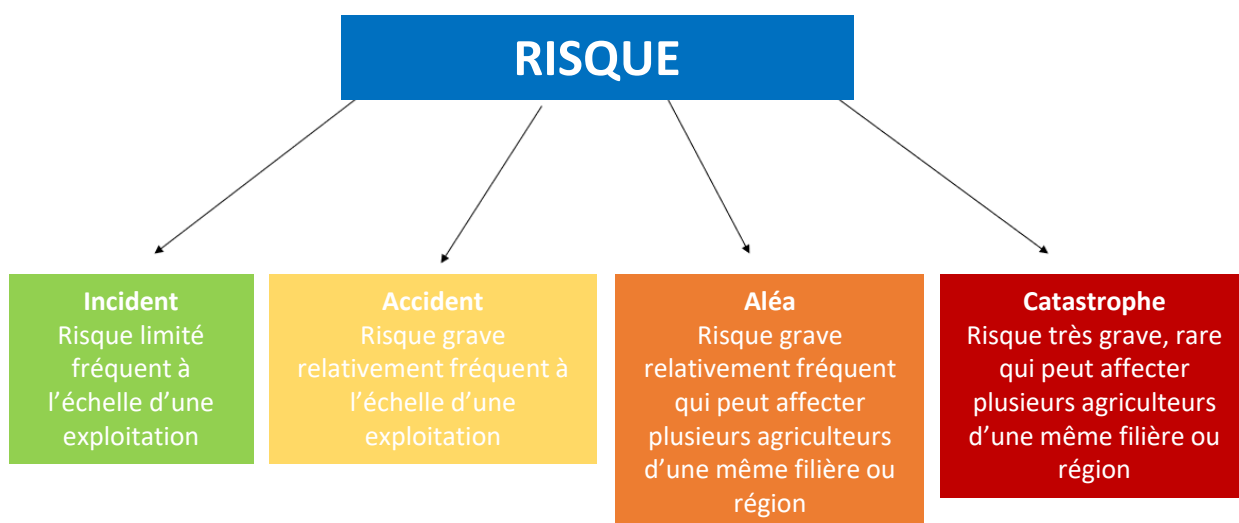 RISQUE
Incident
Risque limité
fréquent à
l’échelle d’une
exploitation
Accident
Risque grave
relativement fréquent à
l’échelle d’une
exploitation
Aléa
Risque grave
relativement fréquent
qui peut affecter
plusieurs agriculteurs
d’une même filière ou
région
Catastrophe
Risque très grave, rare
qui peut affecter
plusieurs agriculteurs
d’une même filière ou
région